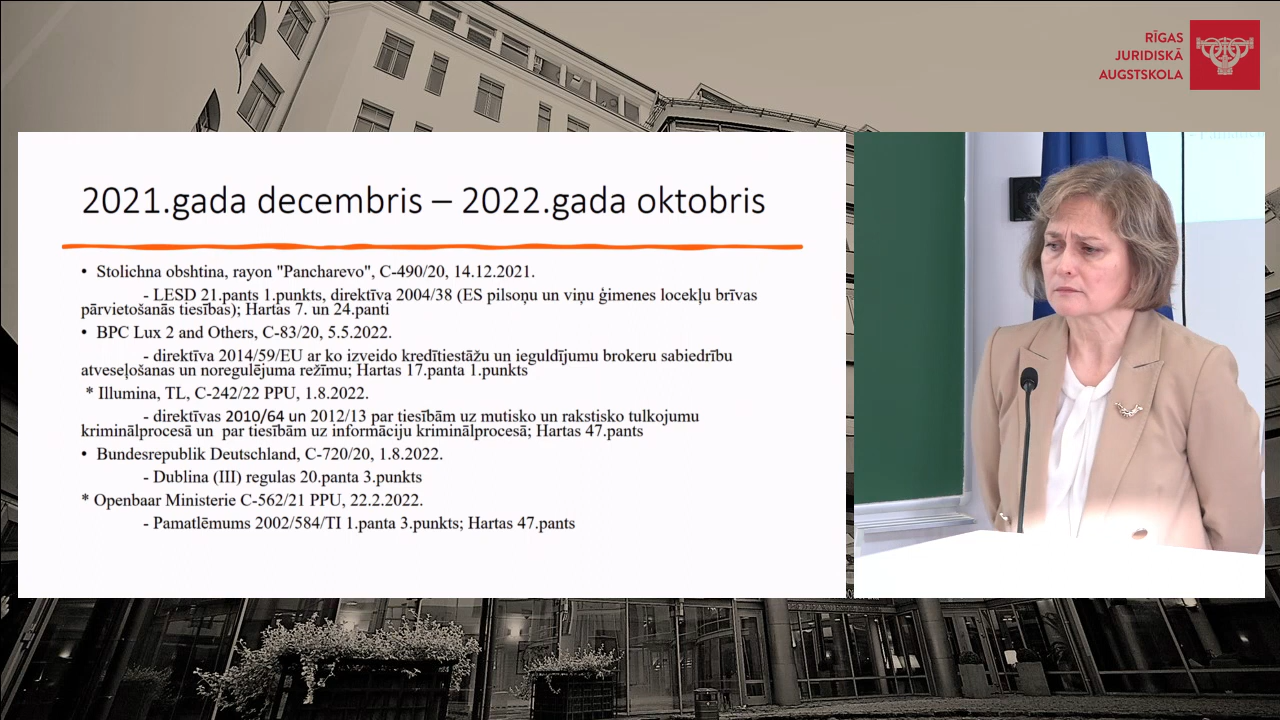 RĪGAS
JURIDISKĀ
AUGSTSKOLA
2021.gada decembris – 2022.gada oktobris
• Stolichna obshtina, rayon "Pancharevo", C-490/20, 14.12.2021.
- LESD 21.pants 1.punkts, direktīva 2004/38 (ES pilsoņu un viņu ģimenes locekļu brīvas
pārvietošanās tiesības); Hartas 7. un 24.panti
• BPC Lux 2 and Others, C-83/20, 5.5.2022.
- direktīva 2014/59/EU ar ko izveido kredītiestāžu un ieguldījumu brokeru sabiedrību
atveseļošanas un noregulējuma režīmu; Hartas 17.panta 1.punkts
* Illumina, TL, C-242/22 PPU, 1.8.2022.
- direktīvas 2010/64 un 2012/13 par tiesībām uz mutisko un rakstisko tulkojumu
kriminālprocesā un par tiesībām uz informāciju kriminālprocesā; Hartas 47.pants
• Bundesrepublik Deutschland, C-720/20, 1.8.2022.
- Dublina (III) regulas 20.panta 3.punkts
* Openbaar Ministerie C-562/21 PPU, 22.2.2022.
- Pamatlēmums 2002/584/TI 1.panta 3.punkts; Hartas 47.pants